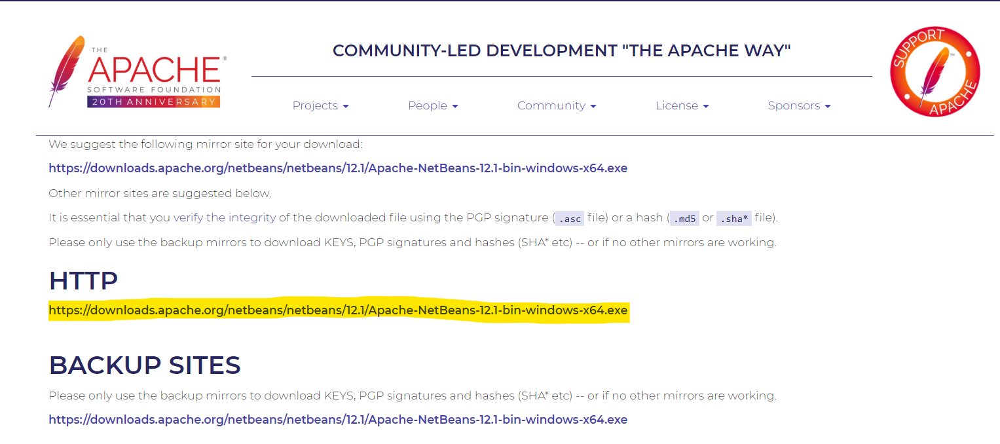 THE
APACHE®
SOFTWARE FOUNDATION
20TH ANNIVERSARY
COMMUNITY-LED DEVELOPMENT "THE APACHE WAY"
Projects People Community License Sponsors
SUPPORT
APACHE
We suggest the following mirror site for your download:
https://downloads.apache.org/netbeans/netbeans/12.1/Apache-NetBeans-12.1-bin-windows-x64.exe
Other mirror sites are suggested below.
It is essential that you verify the integrity of the downloaded file using the PGP signature ( .asc file) or a hash ( .md5 or .sha* file).
Please only use the backup mirrors to download KEYS, PGP signatures and hashes (SHA* etc) -- or if no other mirrors are working.
HTTP
https://downloads.apache.org/netbeans/netbeans/12.1/Apache-NetBeans-12.1-bin-windows-x64.exe
BACKUP SITES
Please only use the backup mirrors to download KEYS, PGP signatures and hashes (SHA* etc) -- or if no other mirrors are working.
https://downloads.apache.org/netbeans/netbeans/12.1/Apache-NetBeans-12.1-bin-windows-x64.exe